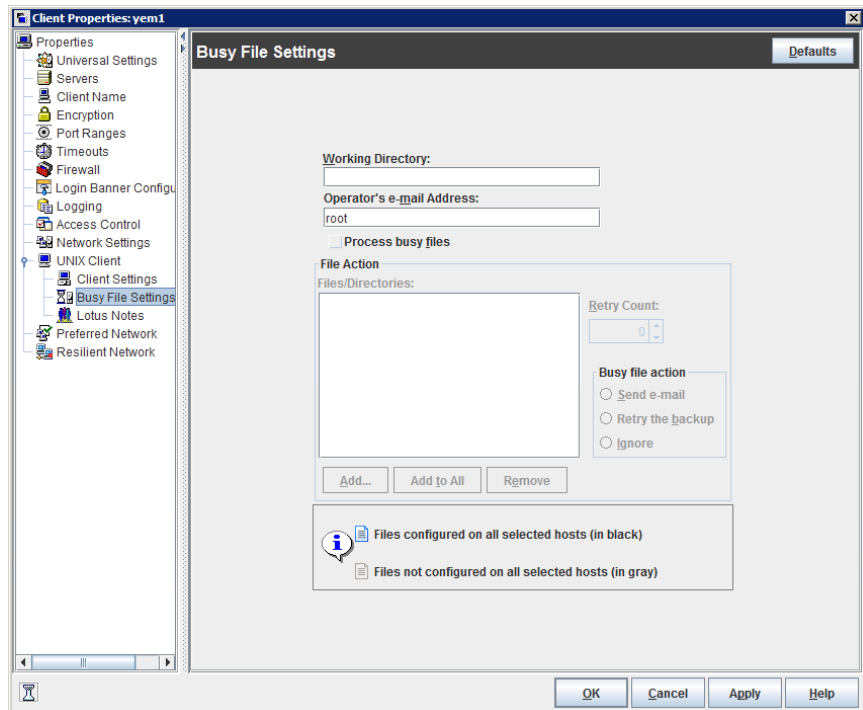 Client Properties: yem1
Properties
Universal Settings
Servers
Client Name
Encryption
Port Ranges
Timeouts
Firewall
Login Banner Configu
Logging
Access Control
Network Settings
UNIX Client
Client Settings
Busy File Settings
Lotus Notes
Preferred Network
Resilient Network
Busy File Settings
Defaults
Working Directory:
Operator's e-mail Address:
root
Process busy files
File Action
Files/Directories:
Retry Count:
0
Busy file action
Send e-mail
Retry the backup
Ignore
Add...
Add to All
Remove
Files configured on all selected hosts (in black)
Files not configured on all selected hosts (in gray)
OK
Cancel
Apply
Help